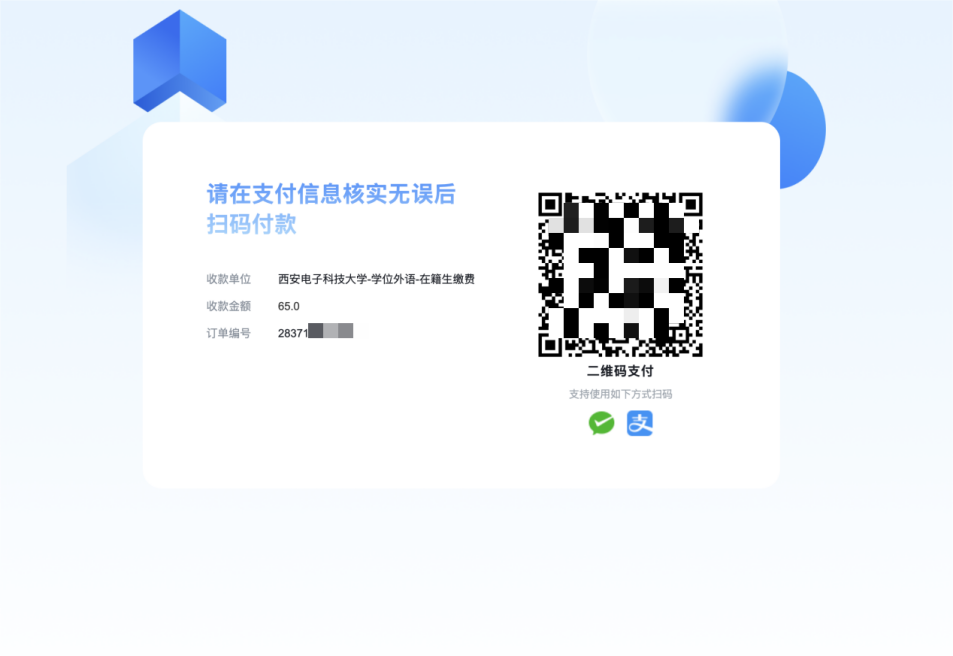 请在支付信息核实无误后
扫码付款
收款单位 西安电子科技大学-学位外语-在籍生缴费
收款金额 65.0
订单编号 28371
二维码支付
支持使用如下方式扫码
支